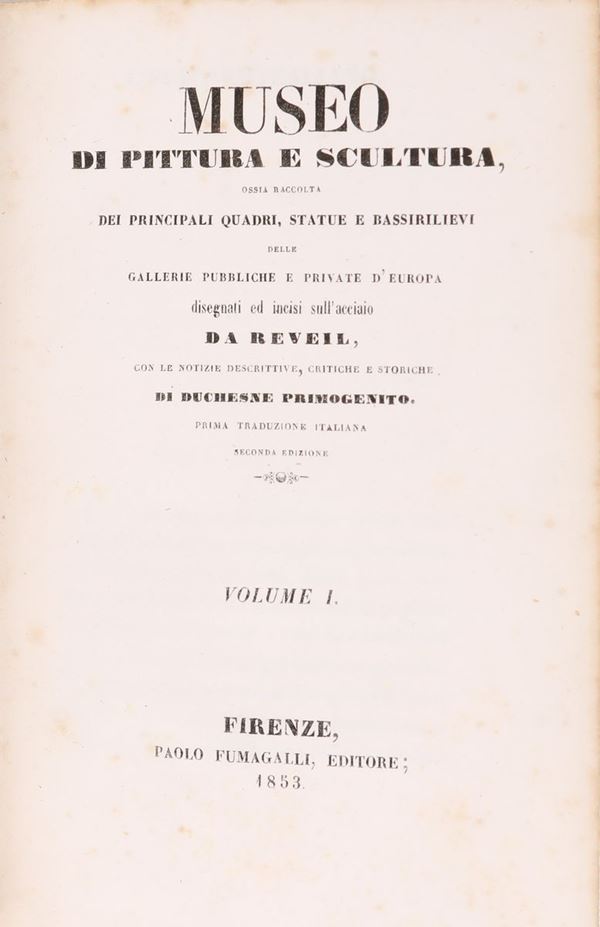 MUSEO
DI PITTURA E SCULTURA,
OSSIA RACCOLTA
DEI PRINCIPALI QUADRI, STATUE E BASSIRILIEVI
DELLE
GALLERIE PUBBLICHE E PRIVATE D'EUROPA
disegnati ed incisi sull'acciaio
DA REVEIL,
CON LE NOTIZIE DESCRITTIVE, CRITICHE E STORICHE
DI DUCHESNE PRIMOGENITO.
PRIMA TRADUZIONE ITALIANA
SECONDA EDIZIONE
VOLUME I.
FIRENZE,
PAOLO FUMAGALLI, EDITORE;
1853.